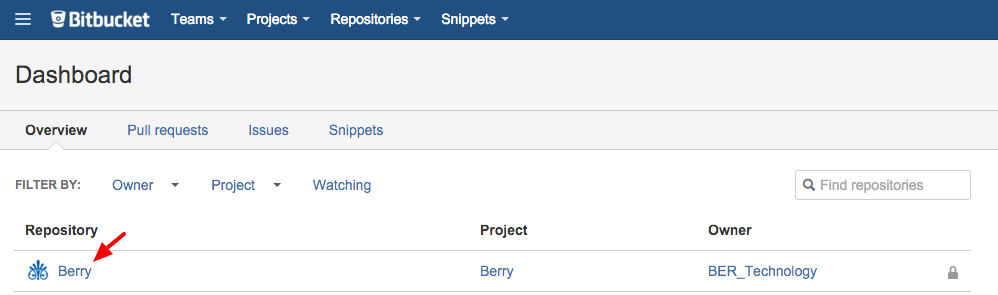 Bitbucket Teams Projects Repositories Snippets
Dashboard
Overview Pull requests Issues Snippets
FILTER BY: Owner Project Watching Find repositories
Repository Project Owner
Berry Berry BER_Technology